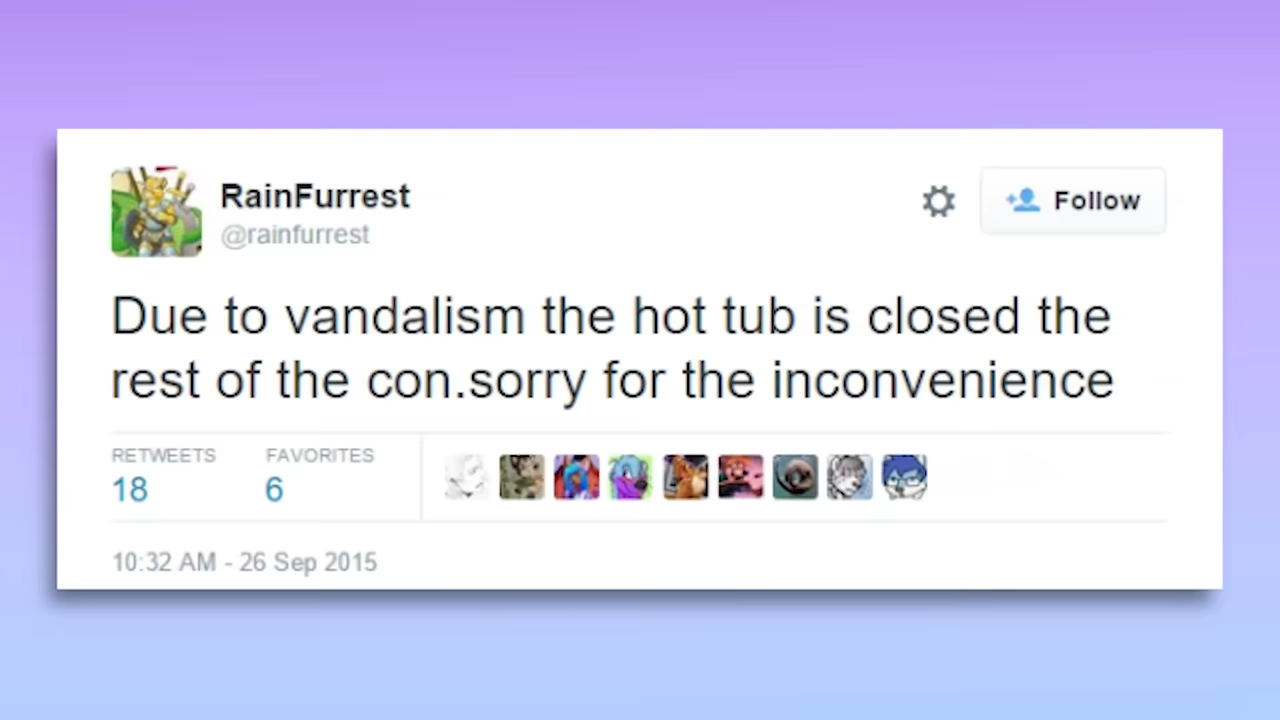 RainFurrest
@rainfurrest
Follow
Due to vandalism the hot tub is closed the
rest of the con.sorry for the inconvenience
RETWEETS FAVORITES
18 6
10:32 AM - 26 Sep 2015